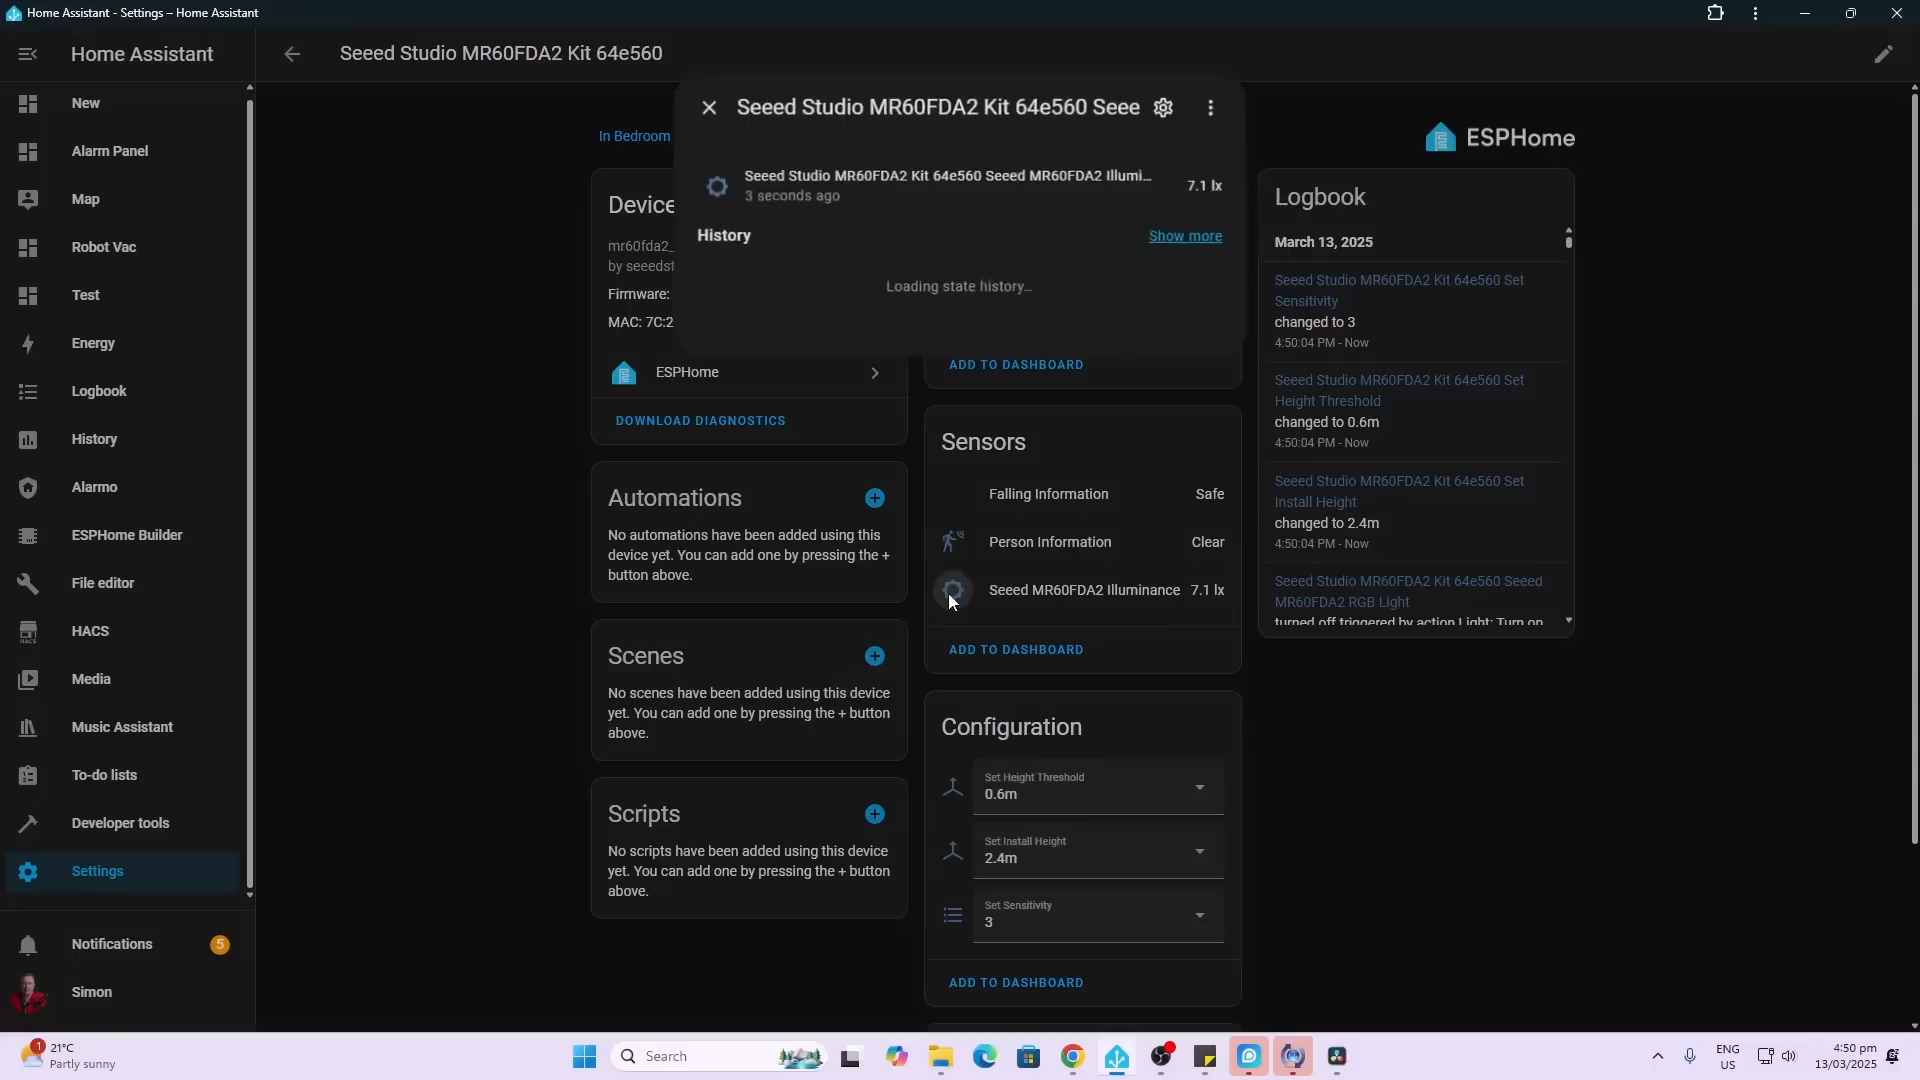 Home Assistant - Settings – Home Assistant
Home Assistant
Seeed Studio MR60FDA2 Kit 64e560
New
Alarm Panel
Map
Robot Vac
Test
Energy
Logbook
History
Alarmo
ESPHome Builder
File editor
HACS
Media
Music Assistant
To-do lists
Developer tools
Settings
Notifications
5
Simon
In Bedroom
Device
mr60fda2_
by seeedst
Firmware:
MAC: 7C:2
ESPHome
DOWNLOAD DIAGNOSTICS
Automations
No automations have been added using this
device yet. You can add one by pressing the +
button above.
Scenes
No scenes have been added using this device
yet. You can add one by pressing the + button
above.
Scripts
No scripts have been added using this device
yet. You can add one by pressing the + button
above.
Seeed Studio MR60FDA2 Kit 64e560 Seee
Seeed Studio MR60FDA2 Kit 64e560 Seeed MR60FDA2 Illumi...
3 seconds ago
7.1 lx
History
Show more
Loading state history...
ADD TO DASHBOARD
Sensors
Falling Information
Safe
Person Information
Clear
Seeed MR60FDA2 Illuminance
7.1 lx
ADD TO DASHBOARD
Configuration
Set Height Threshold
0.6m
Set Install Height
2.4m
Set Sensitivity
3
ADD TO DASHBOARD
ESPHome
Logbook
March 13, 2025
Seeed Studio MR60FDA2 Kit 64e560 Set
Sensitivity
changed to 3
4:50:04 PM - Now
Seeed Studio MR60FDA2 Kit 64e560 Set
Height Threshold
changed to 0.6m
4:50:04 PM - Now
Seeed Studio MR60FDA2 Kit 64e560 Set
Install Height
changed to 2.4m
4:50:04 PM - Now
Seeed Studio MR60FDA2 Kit 64e560 Seeed
MR60FDA2 RGB Light
turned off triggered by action Light: Turn on
1
21°C
Partly sunny
Search
ENG
US
4:50 pm
13/03/2025